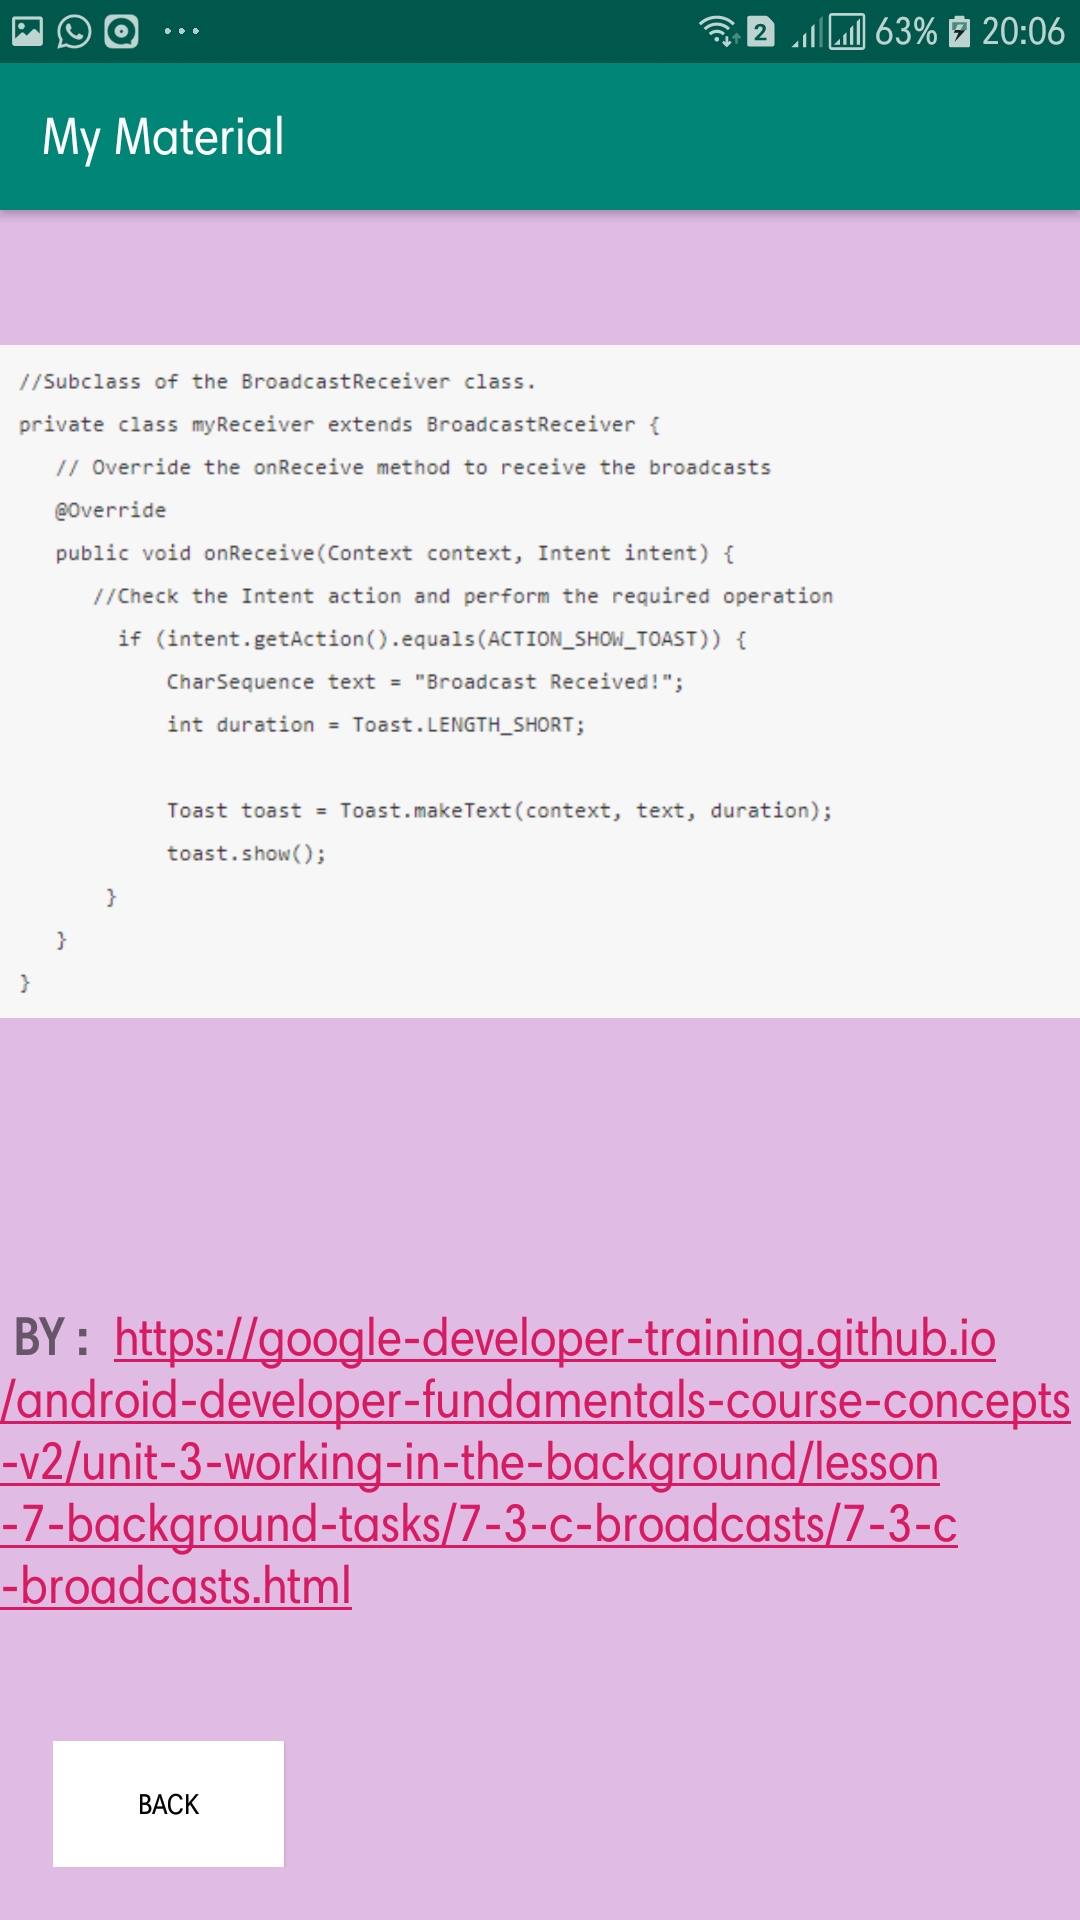 2 63% 20:06
My Material
//Subclass of the BroadcastReceiver class.
private class myReceiver extends BroadcastReceiver {
// Override the onReceive method to receive the broadcasts
@Override
public void onReceive(Context context, Intent intent) {
//Check the Intent action and perform the required operation
if (intent.getAction().equals(ACTION_SHOW_TOAST)) {
CharSequence text = "Broadcast Received!";
int duration = Toast.LENGTH_SHORT;
Toast toast = Toast.makeText(context, text, duration);
toast.show();
}
}
}
BY : https://google-developer-training.github.io
/android-developer-fundamentals-course-concepts
-v2/unit-3-working-in-the-background/lesson
-7-background-tasks/7-3-c-broadcasts/7-3-c
-broadcasts.html
BACK